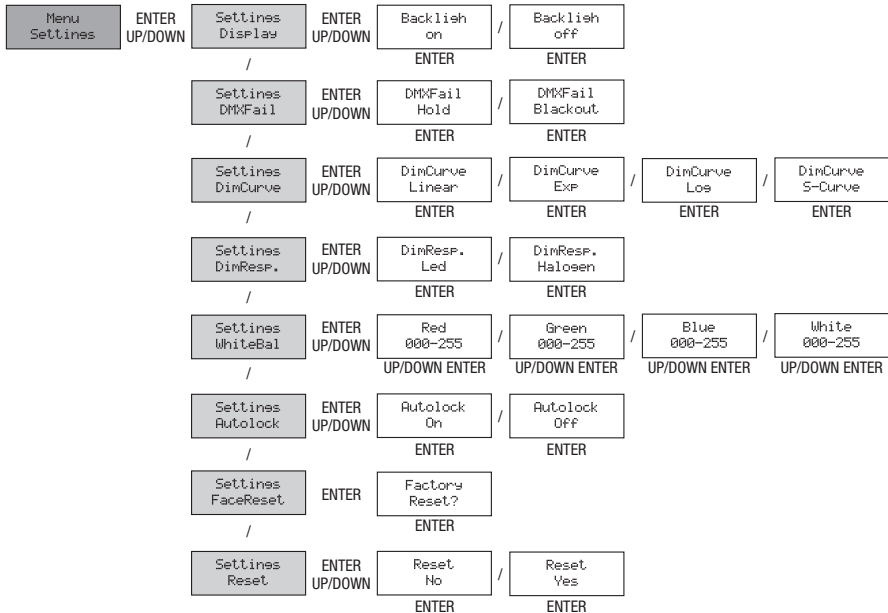 Menu
Settings
ENTER
UP/DOWN
Settings
Display
ENTER
UP/DOWN
Backligh
on
ENTER
/
Backligh
off
ENTER
/
Settings
DMXFail
ENTER
UP/DOWN
DMXFail
Hold
ENTER
/
DMXFail
Blackout
ENTER
/
Settings
DimCurve
ENTER
UP/DOWN
DimCurve
Linear
ENTER
/
DimCurve
Exp
ENTER
/
DimCurve
Log
ENTER
/
DimCurve
S-Curve
ENTER
/
Settings
DimResp.
ENTER
UP/DOWN
DimResp.
Led
ENTER
/
DimResp.
Halogen
ENTER
/
Settings
WhiteBal
ENTER
UP/DOWN
Red
000-255
UP/DOWN ENTER
/
Green
000-255
UP/DOWN ENTER
/
Blue
000-255
UP/DOWN ENTER
/
White
000-255
UP/DOWN ENTER
/
Settings
Autolock
ENTER
UP/DOWN
Autolock
On
ENTER
/
Autolock
Off
ENTER
/
Settings
FaceReset
ENTER
Factory
Reset?
ENTER
/
Settings
Reset
ENTER
UP/DOWN
Reset
No
ENTER
/
Reset
Yes
ENTER